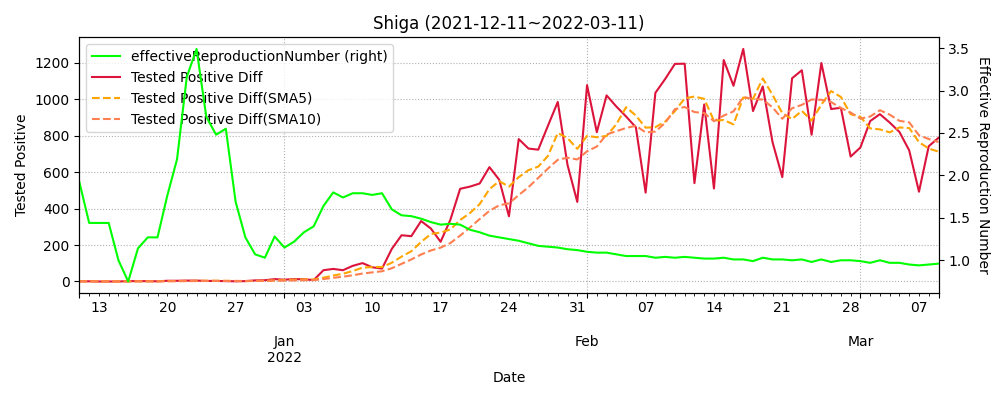 Shiga (2021-12-11~2022-03-11)
effectiveReproductionNumber (right)
Tested Positive Diff
Tested Positive Diff(SMA5)
Tested Positive Diff(SMA10)
Tested Positive
1200
1000
800
600
400
200
0
3.5
3.0
2.5
2.0
1.5
1.0
Effective Reproduction Number
13 20 27 03 10 17 24 31 07 14 21 28 07
Jan Feb Mar
2022
Date